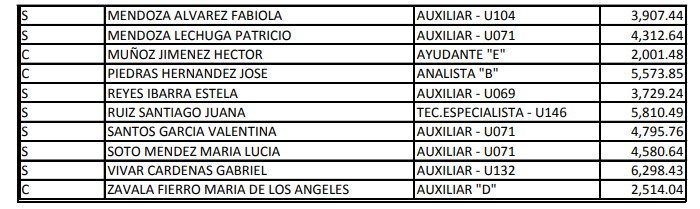 S MENDOZA ALVAREZ FABIOLA AUXILIAR - U104 3,907.44
S MENDOZA LECHUGA PATRICIO AUXILIAR - U071 4,312.64
C MUÑOZ JIMENEZ HECTOR AYUDANTE "E" 2,001.48
C PIEDRAS HERNANDEZ JOSE ANALISTA "B" 5,573.85
S REYES IBARRA ESTELA AUXILIAR - U069 3,729.24
S RUIZ SANTIAGO JUANA TEC.ESPECIALISTA - U146 5,810.49
S SANTOS GARCIA VALENTINA AUXILIAR - U071 4,795.76
S SOTO MENDEZ MARIA LUCIA AUXILIAR - U071 4,580.64
S VIVAR CARDENAS GABRIEL AUXILIAR - U132 6,298.43
C ZAVALA FIERRO MARIA DE LOS ANGELES AUXILIAR "D" 2,514.04